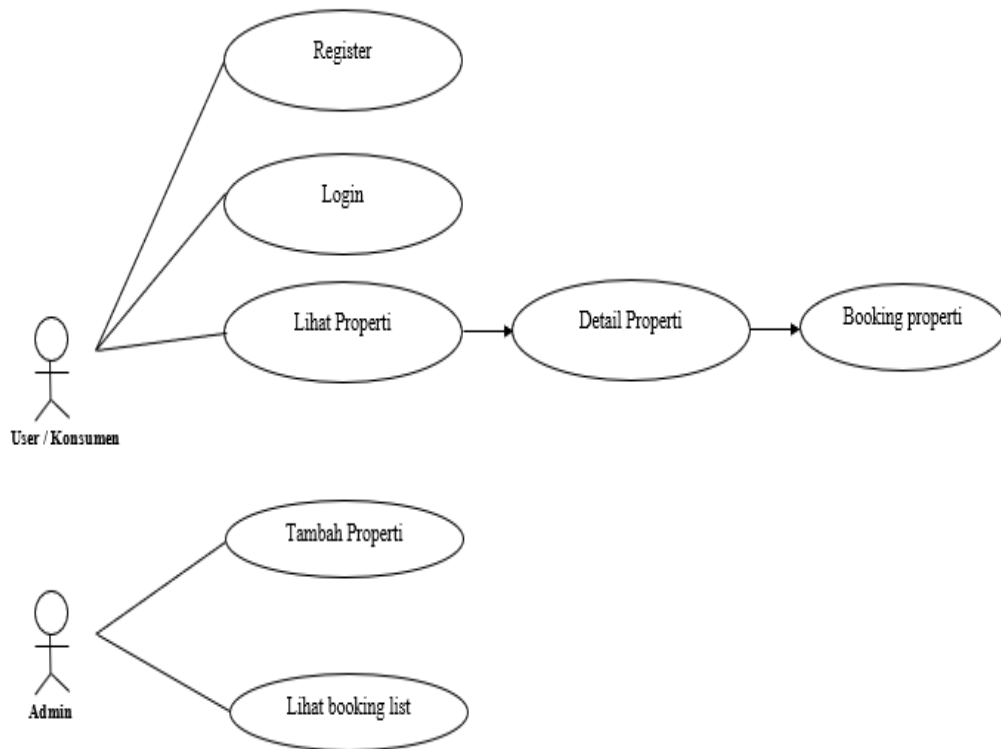 Register
Login
Lihat Properti
Detail Properti
Booking properti
User / Konsumen
Tambah Properti
Admin
Lihat booking list